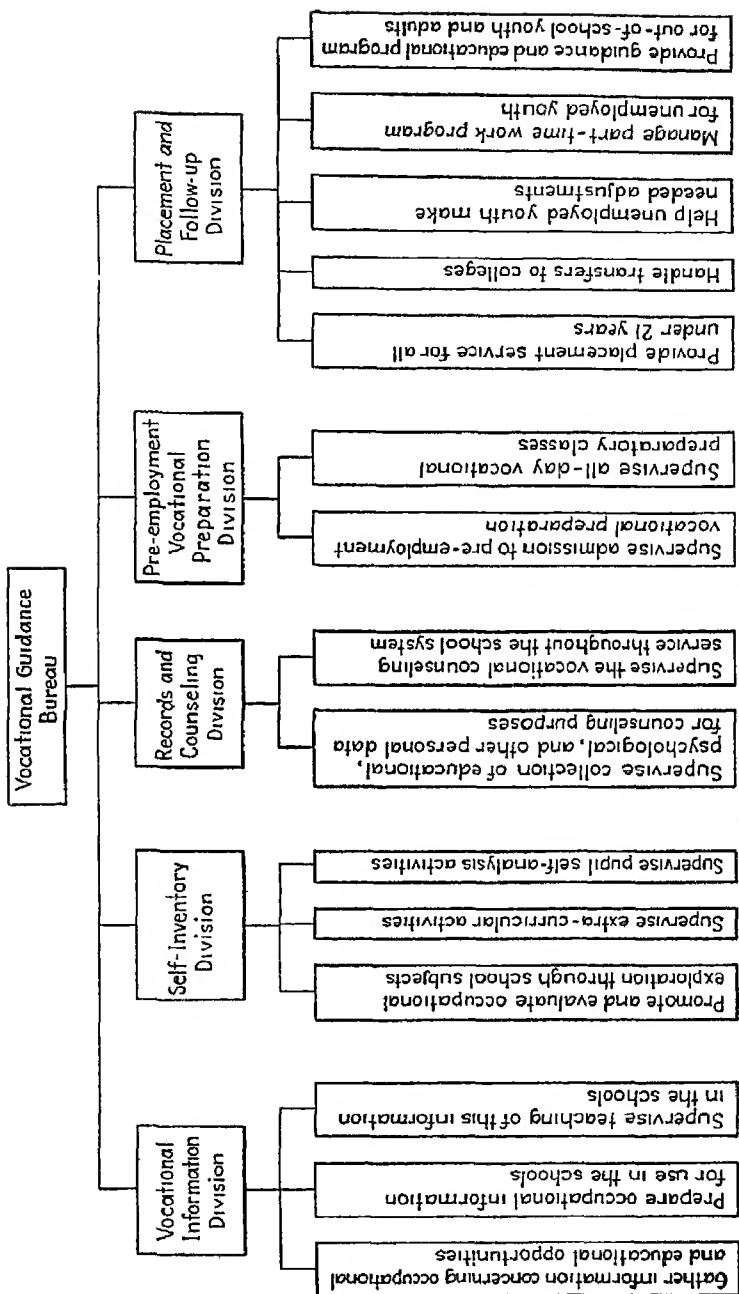 Vocational Guidance
Bureau
Vocational
Information
Division
Gather information concerning occupational
and educational opportunities
Prepare occupational information
for use in the schools
Supervise teaching of this information
in the schools
Self-Inventory
Division
Promote and evaluate occupational
exploration through school subjects
Supervise extra-curricular activities
Supervise pupil self-analysis activities
Records and
Counseling
Division
Supervise collection of educational,
psychological, and other personal data
for counseling purposes
Supervise the vocational counseling
service throughout the school system
Pre-employment
Vocational
Preparation
Division
Supervise admission to pre-employment
vocational preparation
Supervise all-day vocational
preparatory classes
Placement and
Follow-up
Division
Provide placement service for all
under 21 years
Handle transfers to colleges
Help unemployed youth make
needed adjustments
Manage part-time work program
for unemployed youth
Provide guidance and educational program
for out-of-school youth and adults